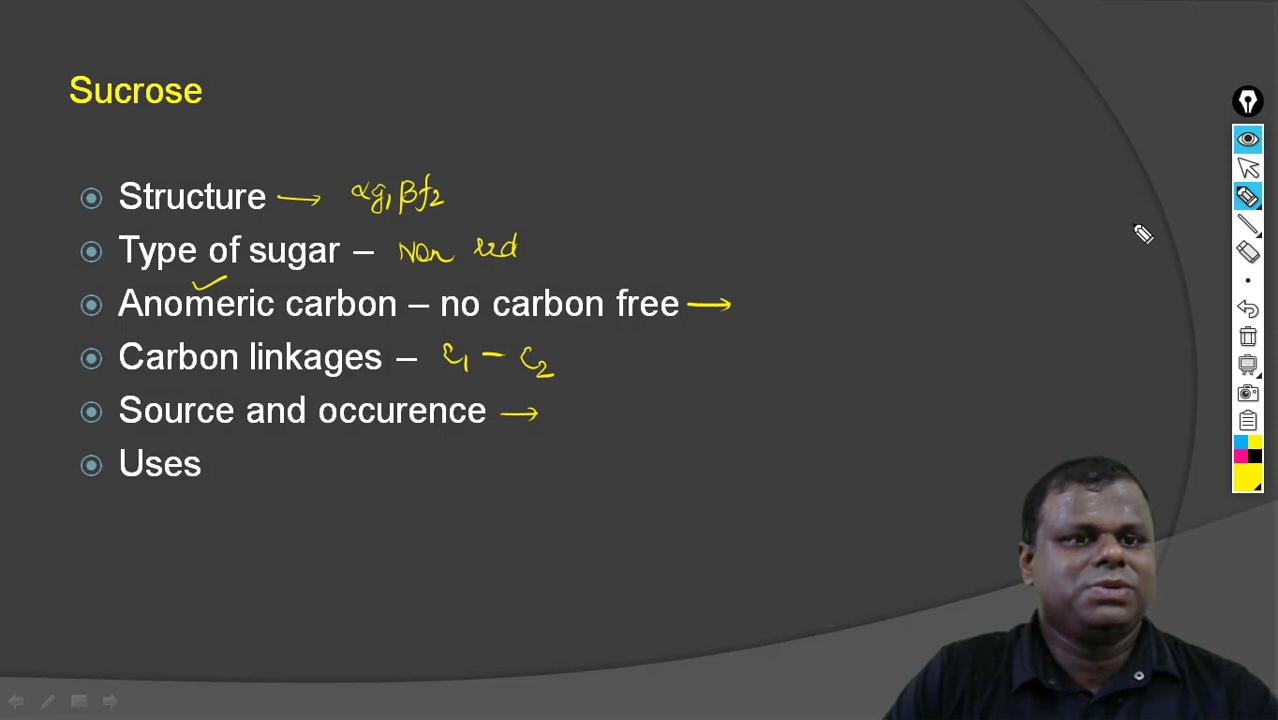 Sucrose
Structure → αg1 βf2
Type of sugar – Non red
Anomeric carbon – no carbon free →
Carbon linkages – C1 – C2
Source and occurence →
Uses